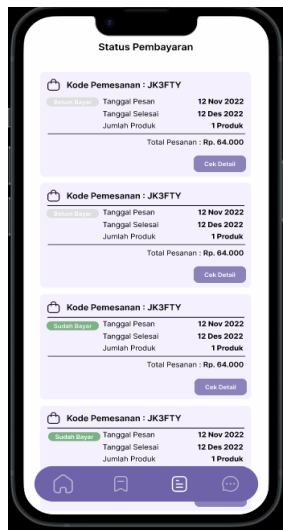 Status Pembayaran
Kode Pemesanan : JK3FTY
Belum Bayar Tanggal Pesan 12 Nov 2022
Tanggal Selesai 12 Des 2022
Jumlah Produk 1 Produk
Total Pesanan : Rp. 64.000
Cek Detail
Kode Pemesanan : JK3FTY
Belum Bayar Tanggal Pesan 12 Nov 2022
Tanggal Selesai 12 Des 2022
Jumlah Produk 1 Produk
Total Pesanan : Rp. 64.000
Cek Detail
Kode Pemesanan : JK3FTY
Sudah Bayar Tanggal Pesan 12 Nov 2022
Tanggal Selesai 12 Des 2022
Jumlah Produk 1 Produk
Total Pesanan : Rp. 64.000
Cek Detail
Kode Pemesanan : JK3FTY
Sudah Bayar Tanggal Pesan 12 Nov 2022
Tanggal Selesai 12 Des 2022
Jumlah Produk 1 Produk